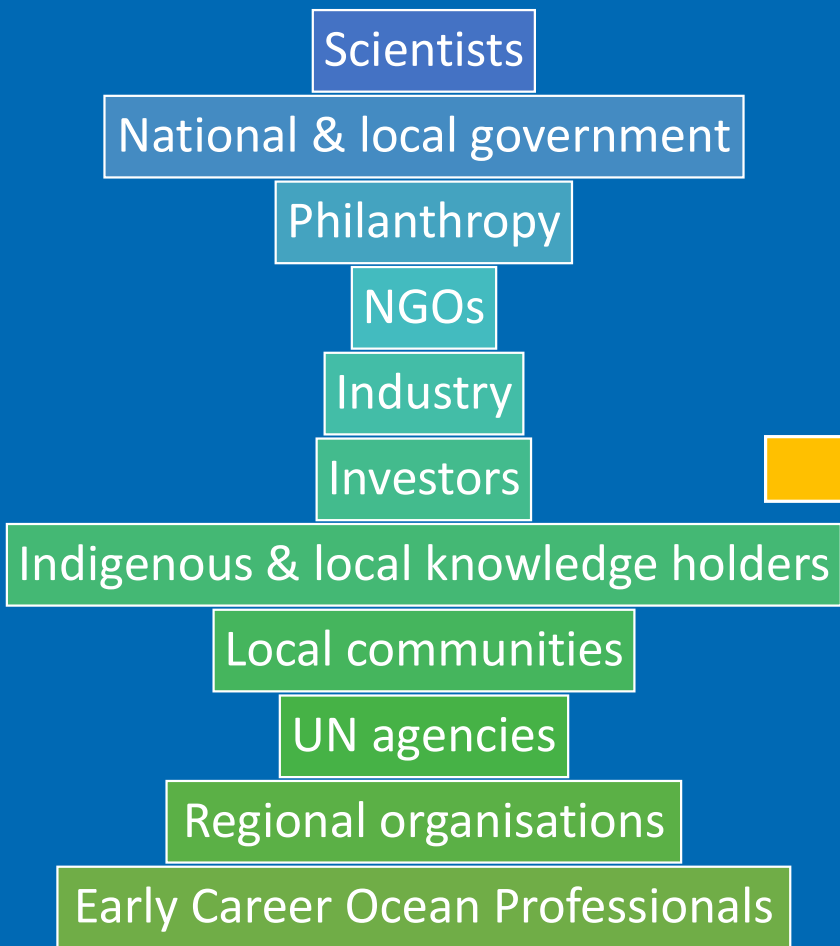 Scientists
National & local government
Philanthropy
NGOs
Industry
Investors
Indigenous & local knowledge holders
Local communities
UN agencies
Regional organisations
Early Career Ocean Professionals